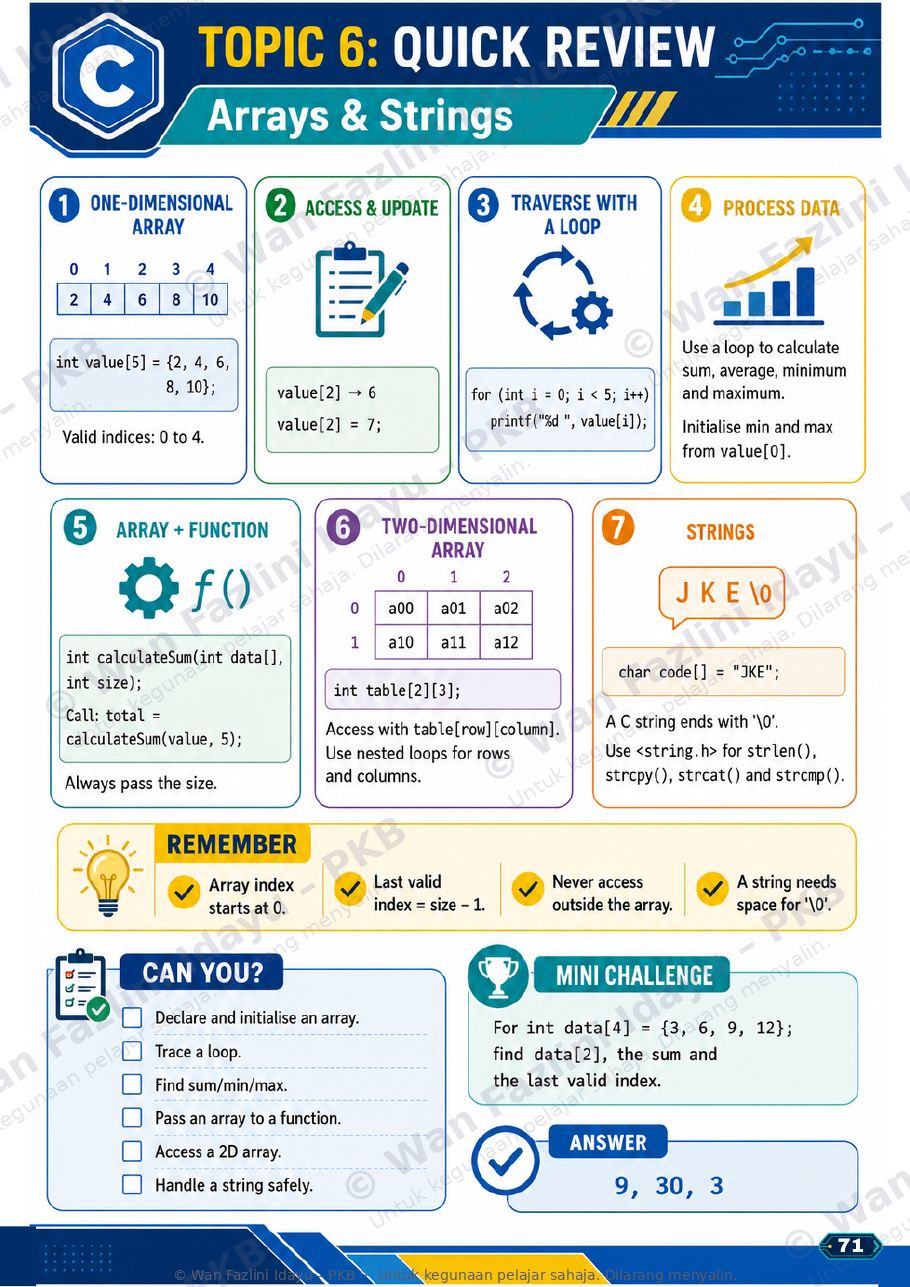 C
TOPIC 6: QUICK REVIEW
Arrays & Strings
1 ONE-DIMENSIONAL
ARRAY
0 1 2 3 4
2 4 6 8 10
int value[5] = {2, 4, 6,
8, 10};
Valid indices: 0 to 4.
2 ACCESS & UPDATE
value[2] → 6
value[2] = 7;
3 TRAVERSE WITH
A LOOP
for (int i = 0; i < 5; i++)
printf("%d ", value[i]);
4 PROCESS DATA
Use a loop to calculate
sum, average, minimum
and maximum.
Initialise min and max
from value[0].
5 ARRAY + FUNCTION
f()
int calculateSum(int data[],
int size);
Call: total =
calculateSum(value, 5);
Always pass the size.
6 TWO-DIMENSIONAL
ARRAY
0 1 2
0 a00 a01 a02
1 a10 a11 a12
int table[2][3];
Access with table[row][column].
Use nested loops for rows
and columns.
7 STRINGS
J K E \0
char code[] = "JKE";
A C string ends with '\0'.
Use <string.h> for strlen(),
strcpy(), strcat() and strcmp().
REMEMBER
Array index
starts at 0.
Last valid
index = size – 1.
Never access
outside the array.
A string needs
space for '\0'.
CAN YOU?
Declare and initialise an array.
Trace a loop.
Find sum/min/max.
Pass an array to a function.
Access a 2D array.
Handle a string safely.
MINI CHALLENGE
For int data[4] = {3, 6, 9, 12};
find data[2], the sum and
the last valid index.
ANSWER
9, 30, 3
71
© Wan Fazlini Idayu – PKB
Untuk kegunaan pelajar sahaja. Dilarang menyalin.